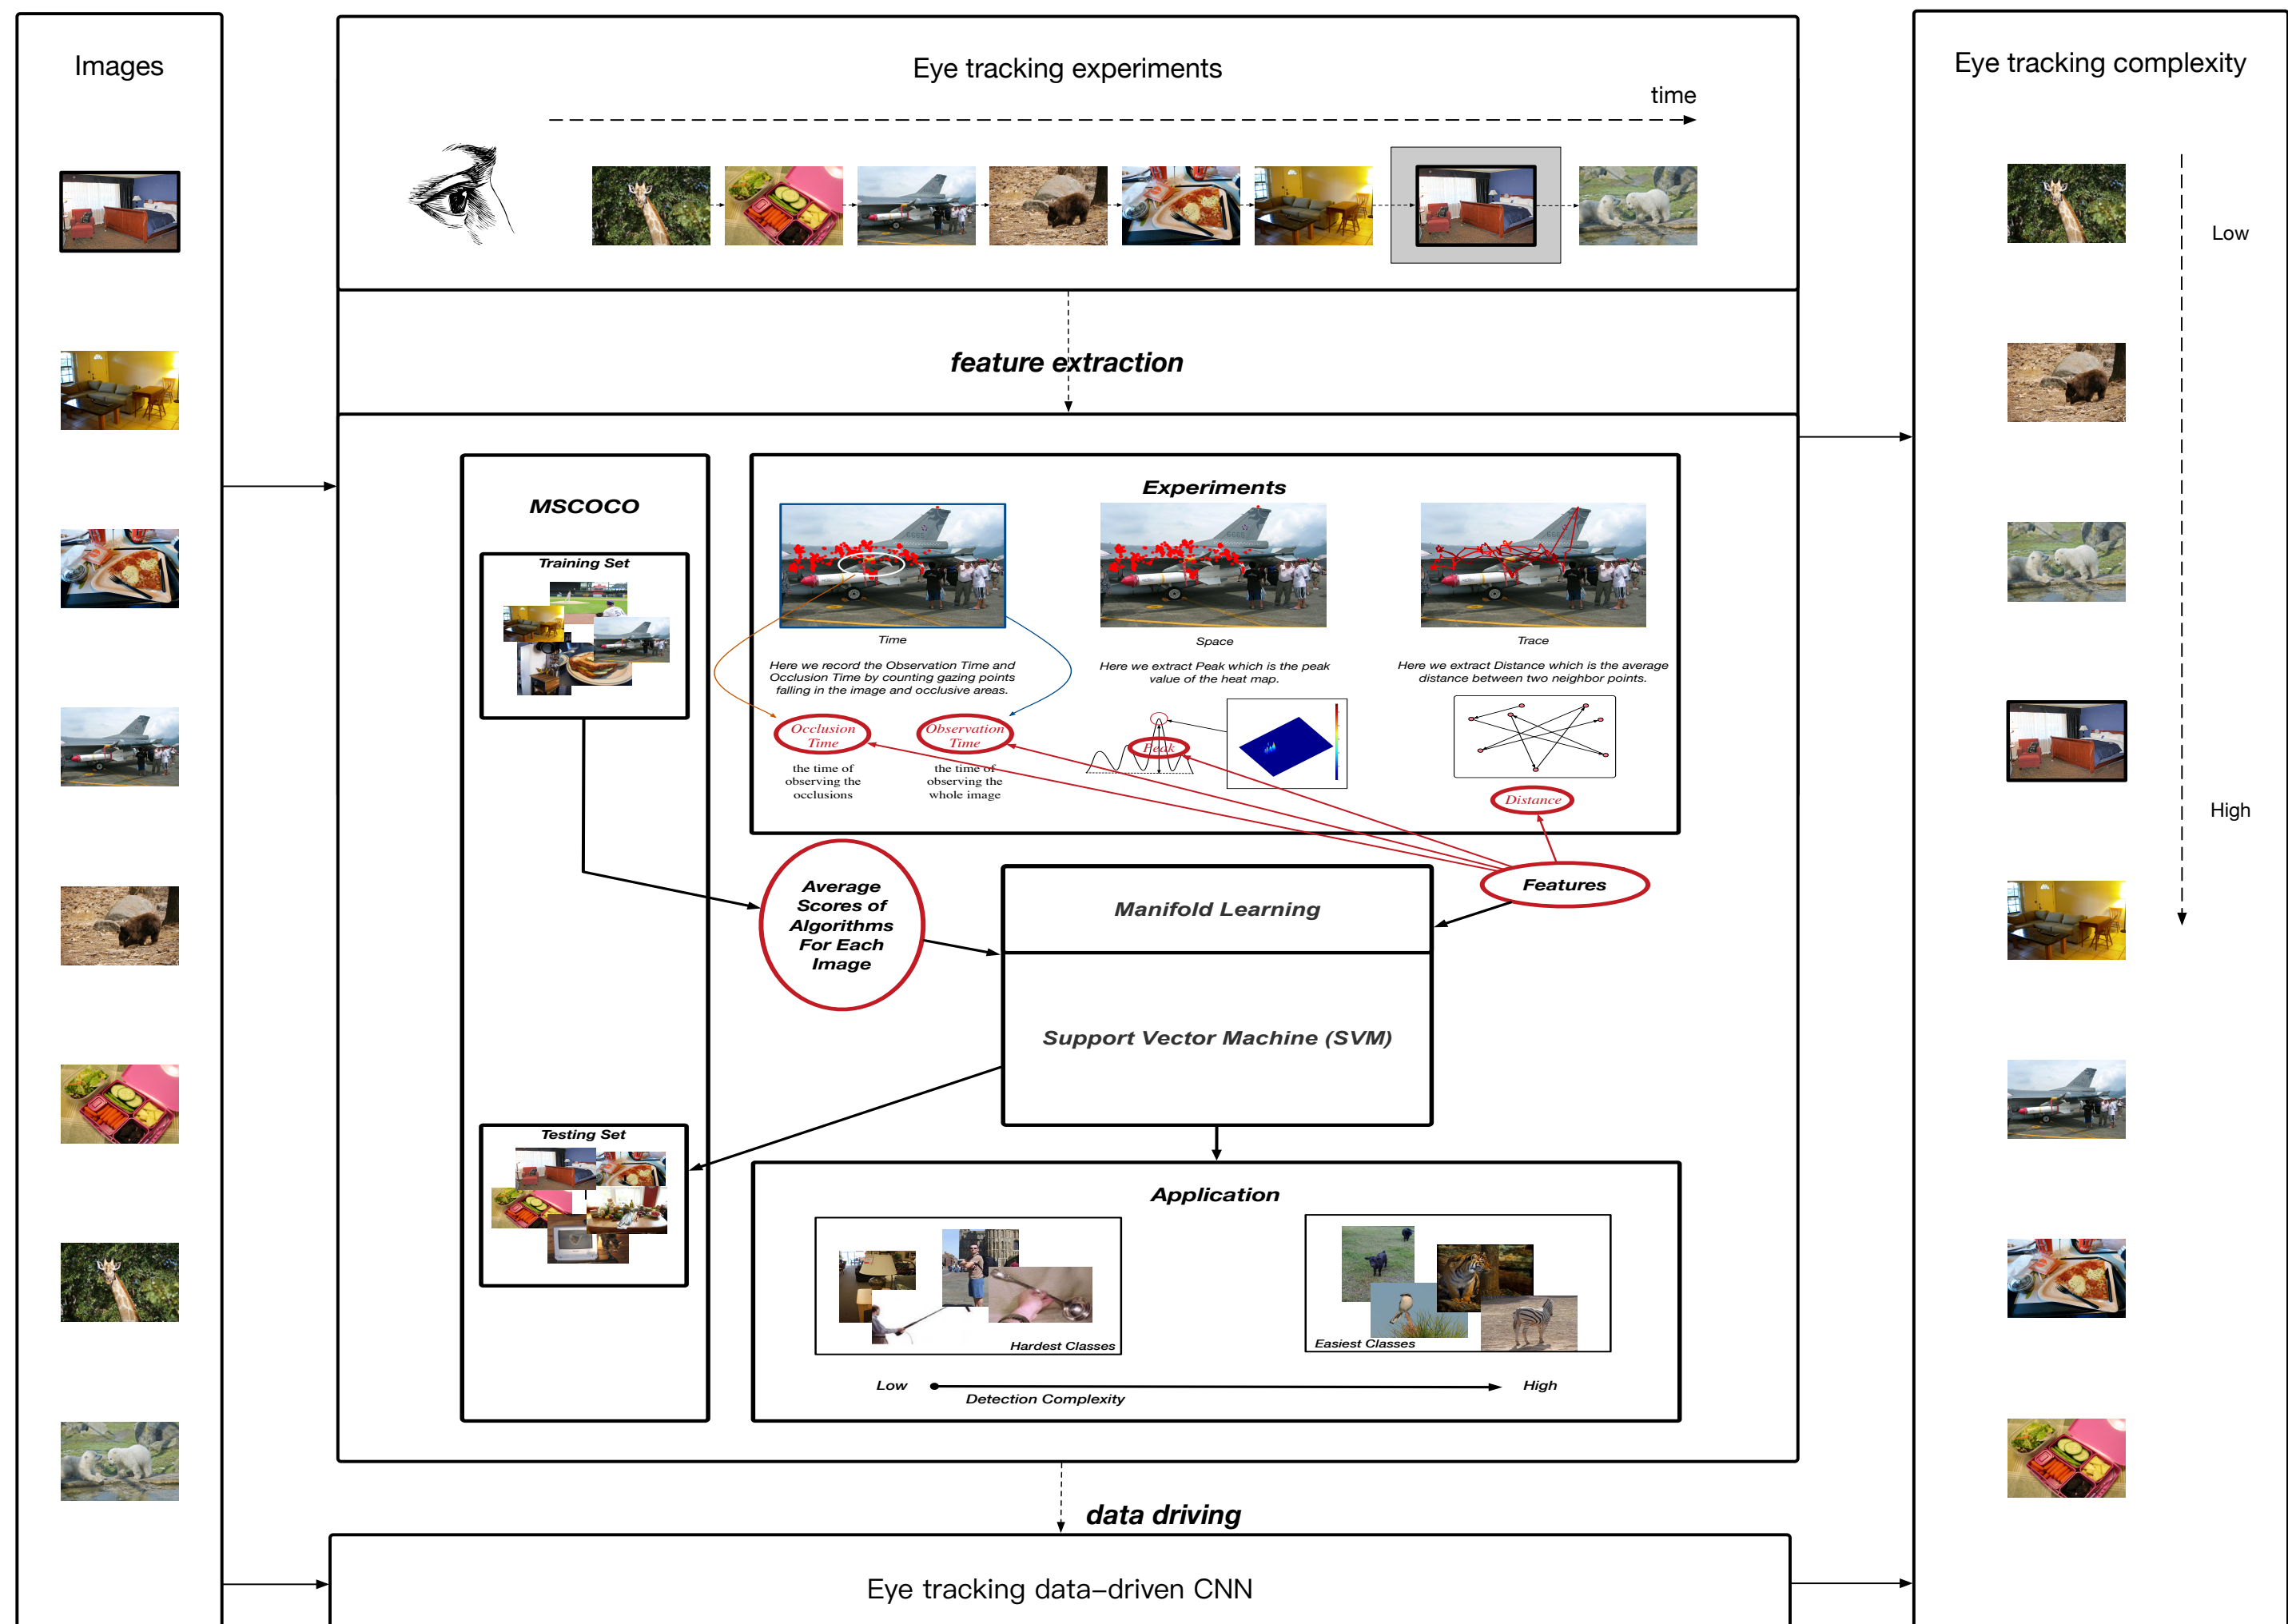 Images
Eye tracking experiments
time
Eye tracking complexity
Low
High
feature extraction
MSCOCO
Training Set
Testing Set
Experiments
Time
Here we record the Observation Time and
Occlusion Time by counting gazing points
falling in the image and occlusive areas.
Occlusion
Time
the time of
observing the
occlusions
Observation
Time
the time of
observing the
whole image
Space
Here we extract Peak which is the peak
value of the heat map.
Peak
Trace
Here we extract Distance which is the average
distance between two neighbor points.
Distance
Features
Average
Scores of
Algorithms
For Each
Image
Manifold Learning
Support Vector Machine (SVM)
Application
Hardest Classes
Easiest Classes
Low
High
Detection Complexity
data driving
Eye tracking data–driven CNN